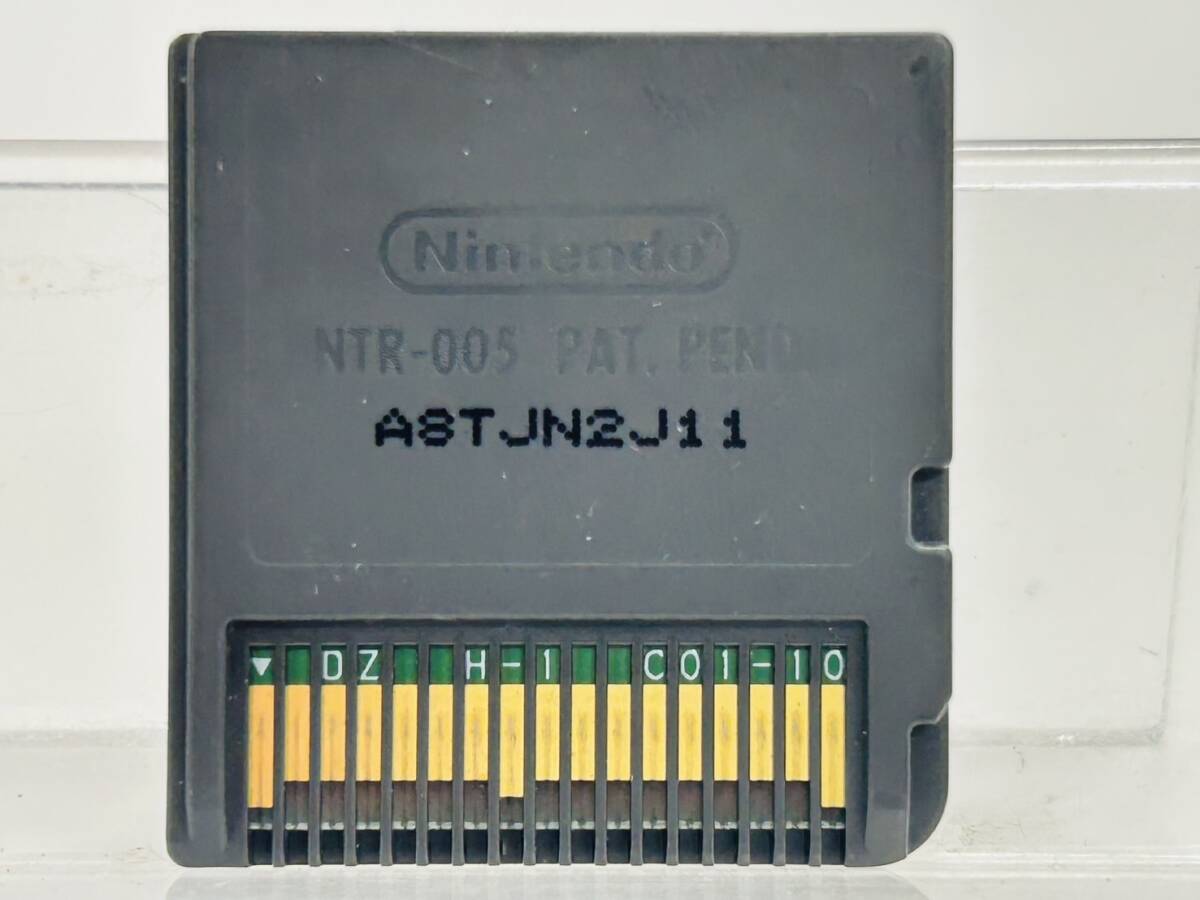 Nintendo®
NTR-005 PAT. PEND.
A8TJN2J11
▼ DZ H-1 C01-10